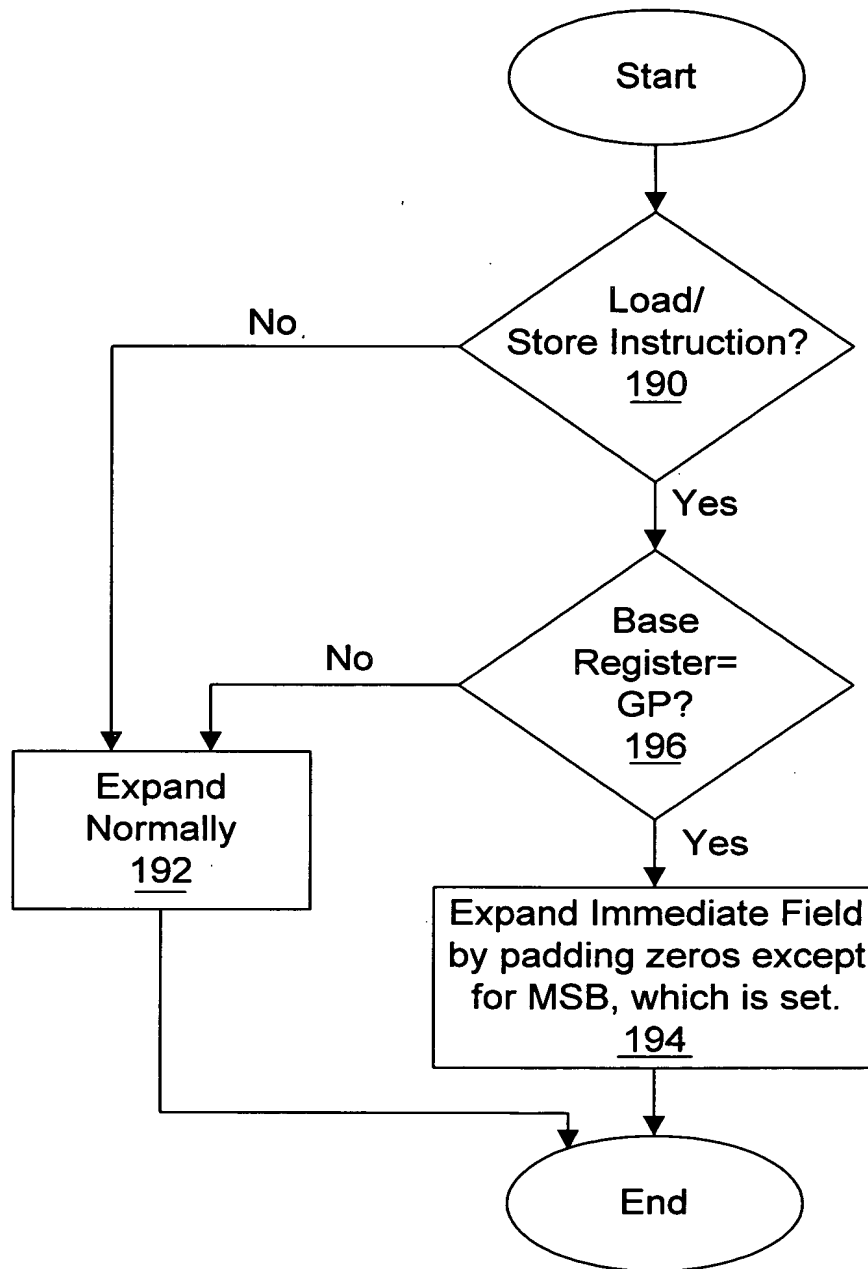 Start
Load/
Store Instruction?
190
No
Yes
Base
Register=
GP?
196
No
Yes
Expand
Normally
192
Expand Immediate Field
by padding zeros except
for MSB, which is set.
194
End